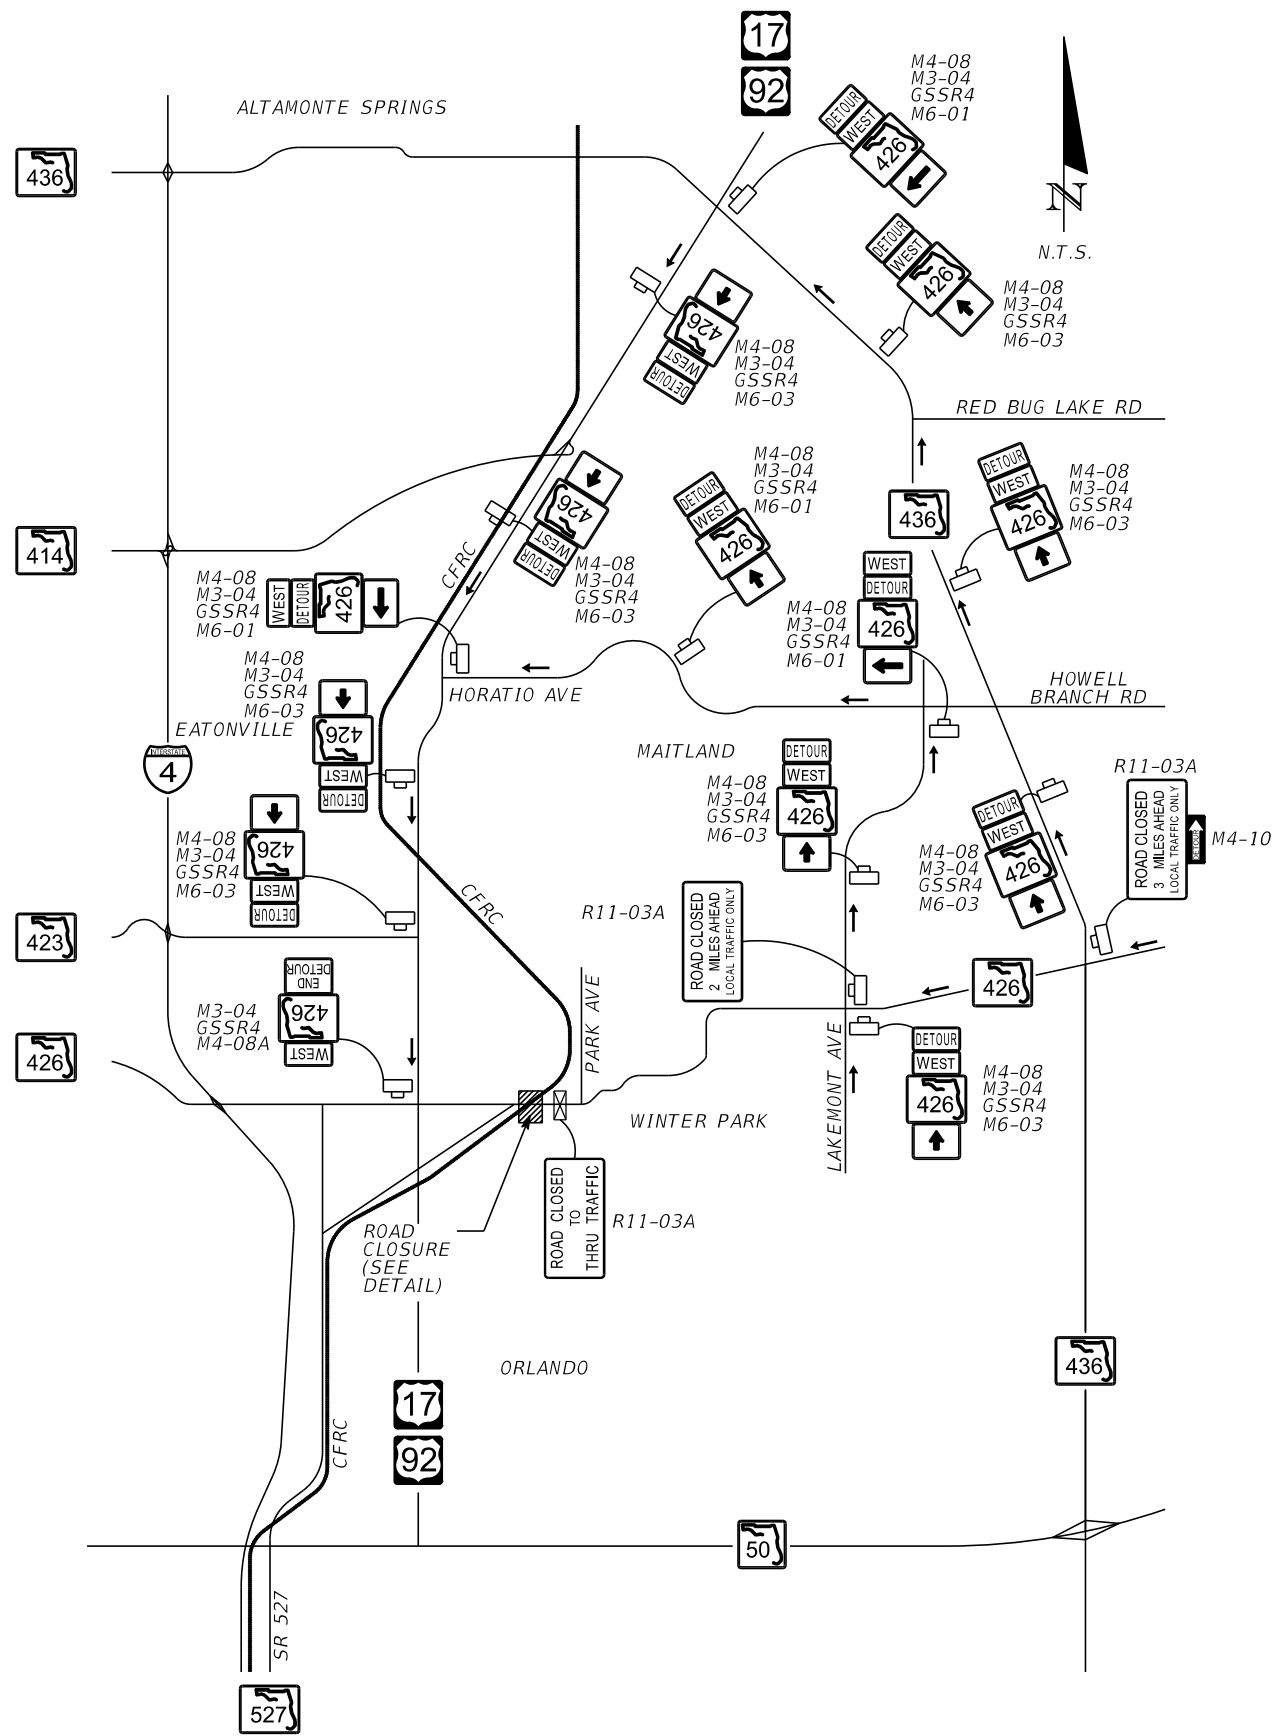 17
92
M4-08
M3-04
GSSR4
M6-01
DETOUR
WEST
426
ALTAMONTE SPRINGS
436
N
N.T.S.
DETOUR
WEST
426
M4-08
M3-04
GSSR4
M6-03
426
WEST
DETOUR
M4-08
M3-04
GSSR4
M6-03
RED BUG LAKE RD
M4-08
M3-04
GSSR4
M6-01
DETOUR
WEST
426
DETOUR
WEST
426
M4-08
M3-04
GSSR4
M6-03
436
426
WEST
DETOUR
M4-08
M3-04
GSSR4
M6-03
414
CFRC
M4-08
M3-04
GSSR4
M6-01
WEST
DETOUR
426
WEST
DETOUR
426
M4-08
M3-04
GSSR4
M6-01
M4-08
M3-04
GSSR4
M6-03
426
WEST
DETOUR
HORATIO AVE
HOWELL
BRANCH RD
EATONVILLE
INTERSTATE
4
MAITLAND
DETOUR
WEST
426
M4-08
M3-04
GSSR4
M6-03
R11-03A
ROAD CLOSED
3 MILES AHEAD
LOCAL TRAFFIC ONLY
DETOUR
M4-10
M4-08
M3-04
GSSR4
M6-03
426
WEST
DETOUR
DETOUR
WEST
426
M4-08
M3-04
GSSR4
M6-03
CFRC
R11-03A
ROAD CLOSED
2 MILES AHEAD
LOCAL TRAFFIC ONLY
423
426
END
DETOUR
426
WEST
M3-04
GSSR4
M4-08A
PARK AVE
LAKEMONT AVE
426
DETOUR
WEST
426
M4-08
M3-04
GSSR4
M6-03
WINTER PARK
ROAD CLOSED
TO
THRU TRAFFIC
R11-03A
ROAD
CLOSURE
(SEE
DETAIL)
ORLANDO
436
17
92
CFRC
50
SR 527
527